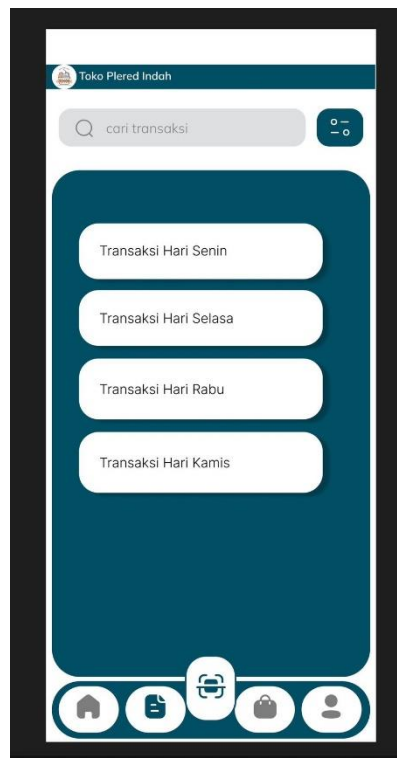 Toko Plered Indah
cari transaksi
Transaksi Hari Senin
Transaksi Hari Selasa
Transaksi Hari Rabu
Transaksi Hari Kamis